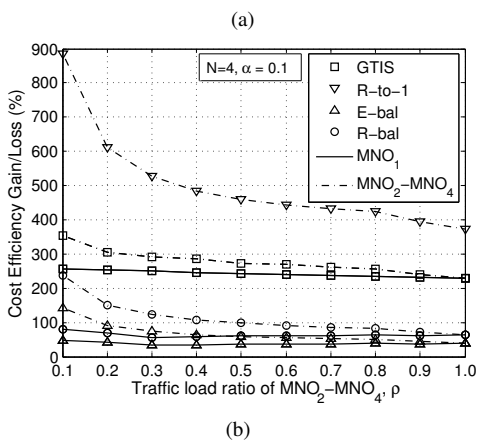 (a)
900
800
700
600
500
400
300
200
100
0
Cost Efficiency Gain/Loss (%)
N=4, α = 0.1
GTIS
R-to-1
E-bal
R-bal
MNO1
MNO2−MNO4
0.1 0.2 0.3 0.4 0.5 0.6 0.7 0.8 0.9 1.0
Traffic load ratio of MNO2−MNO4, ρ
(b)